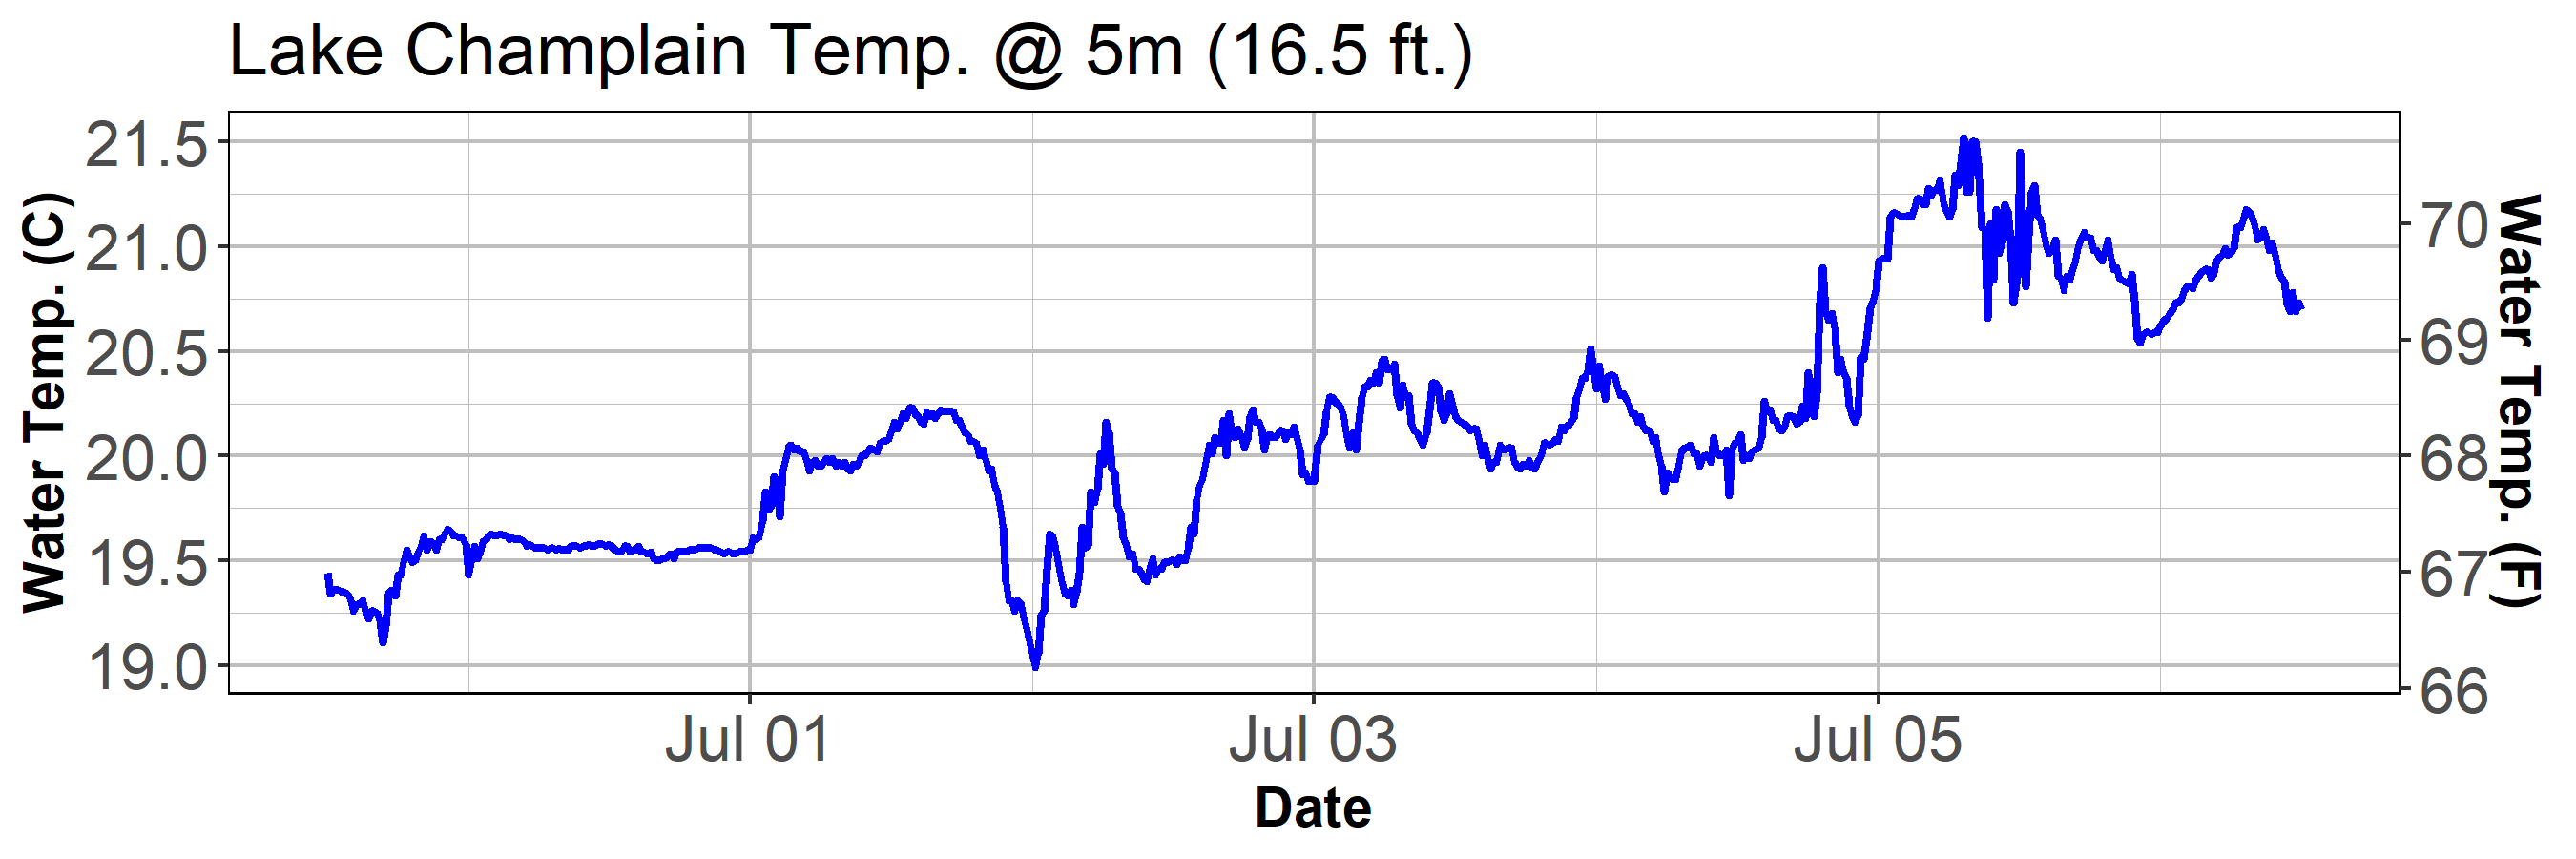 Lake Champlain Temp. @ 5m (16.5 ft.)
Water Temp. (C)
21.5
21.0
20.5
20.0
19.5
19.0
Water Temp. (F)
70
69
68
67
66
Jul 01 Jul 03 Jul 05
Date